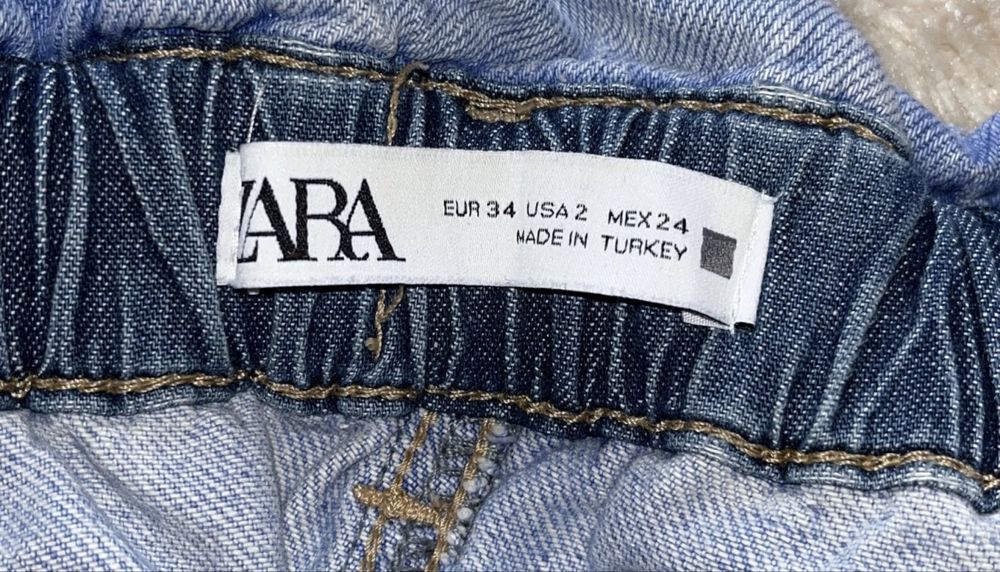 ZARA
EUR 34 USA 2 MEX 24
MADE IN TURKEY